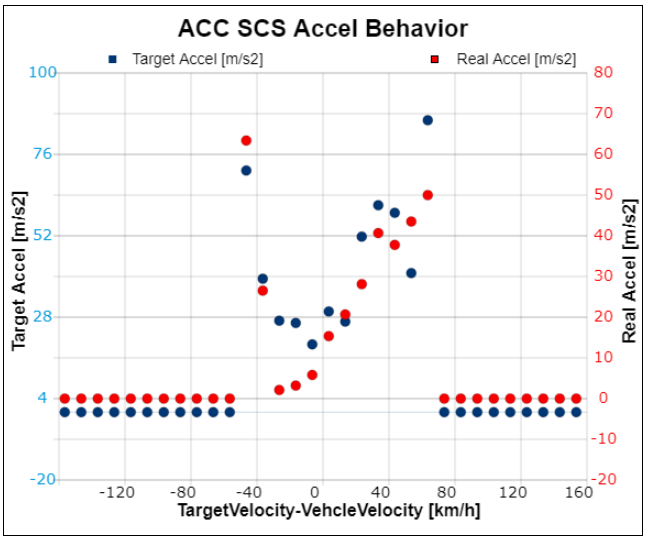 ACC SCS Accel Behavior
Target Accel [m/s2] Real Accel [m/s2]
100 80
70
76 60
50
52 40
30
28 20
10
4 0
-10
-20 -20
Target Accel [m/s2]
Real Accel [m/s2]
-120 -80 -40 0 40 80 120 160
TargetVelocity-VehcleVelocity [km/h]